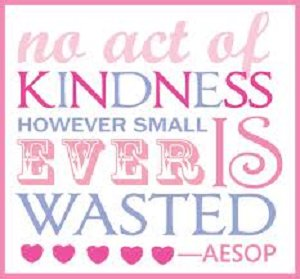 no act of
KINDNESS
HOWEVER SMALL
EVER IS
WASTED
—AESOP